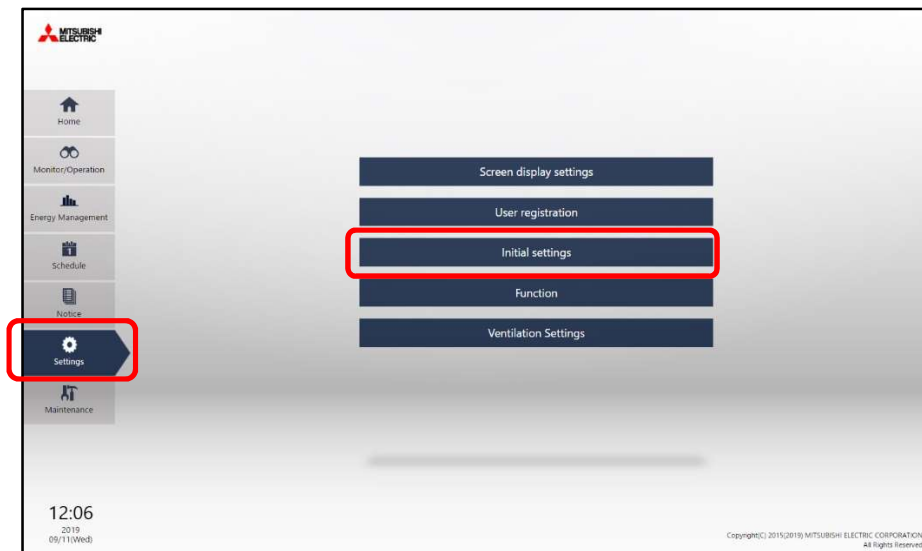 MITSUBISHI
ELECTRIC
Home
Monitor/Operation
Energy Management
Schedule
Notice
Settings
Maintenance
Screen display settings
User registration
Initial settings
Function
Ventilation Settings
12:06
2019
09/11(Wed)
Copyright(C) 2015(2019) MITSUBISHI ELECTRIC CORPORATION
All Rights Reserved